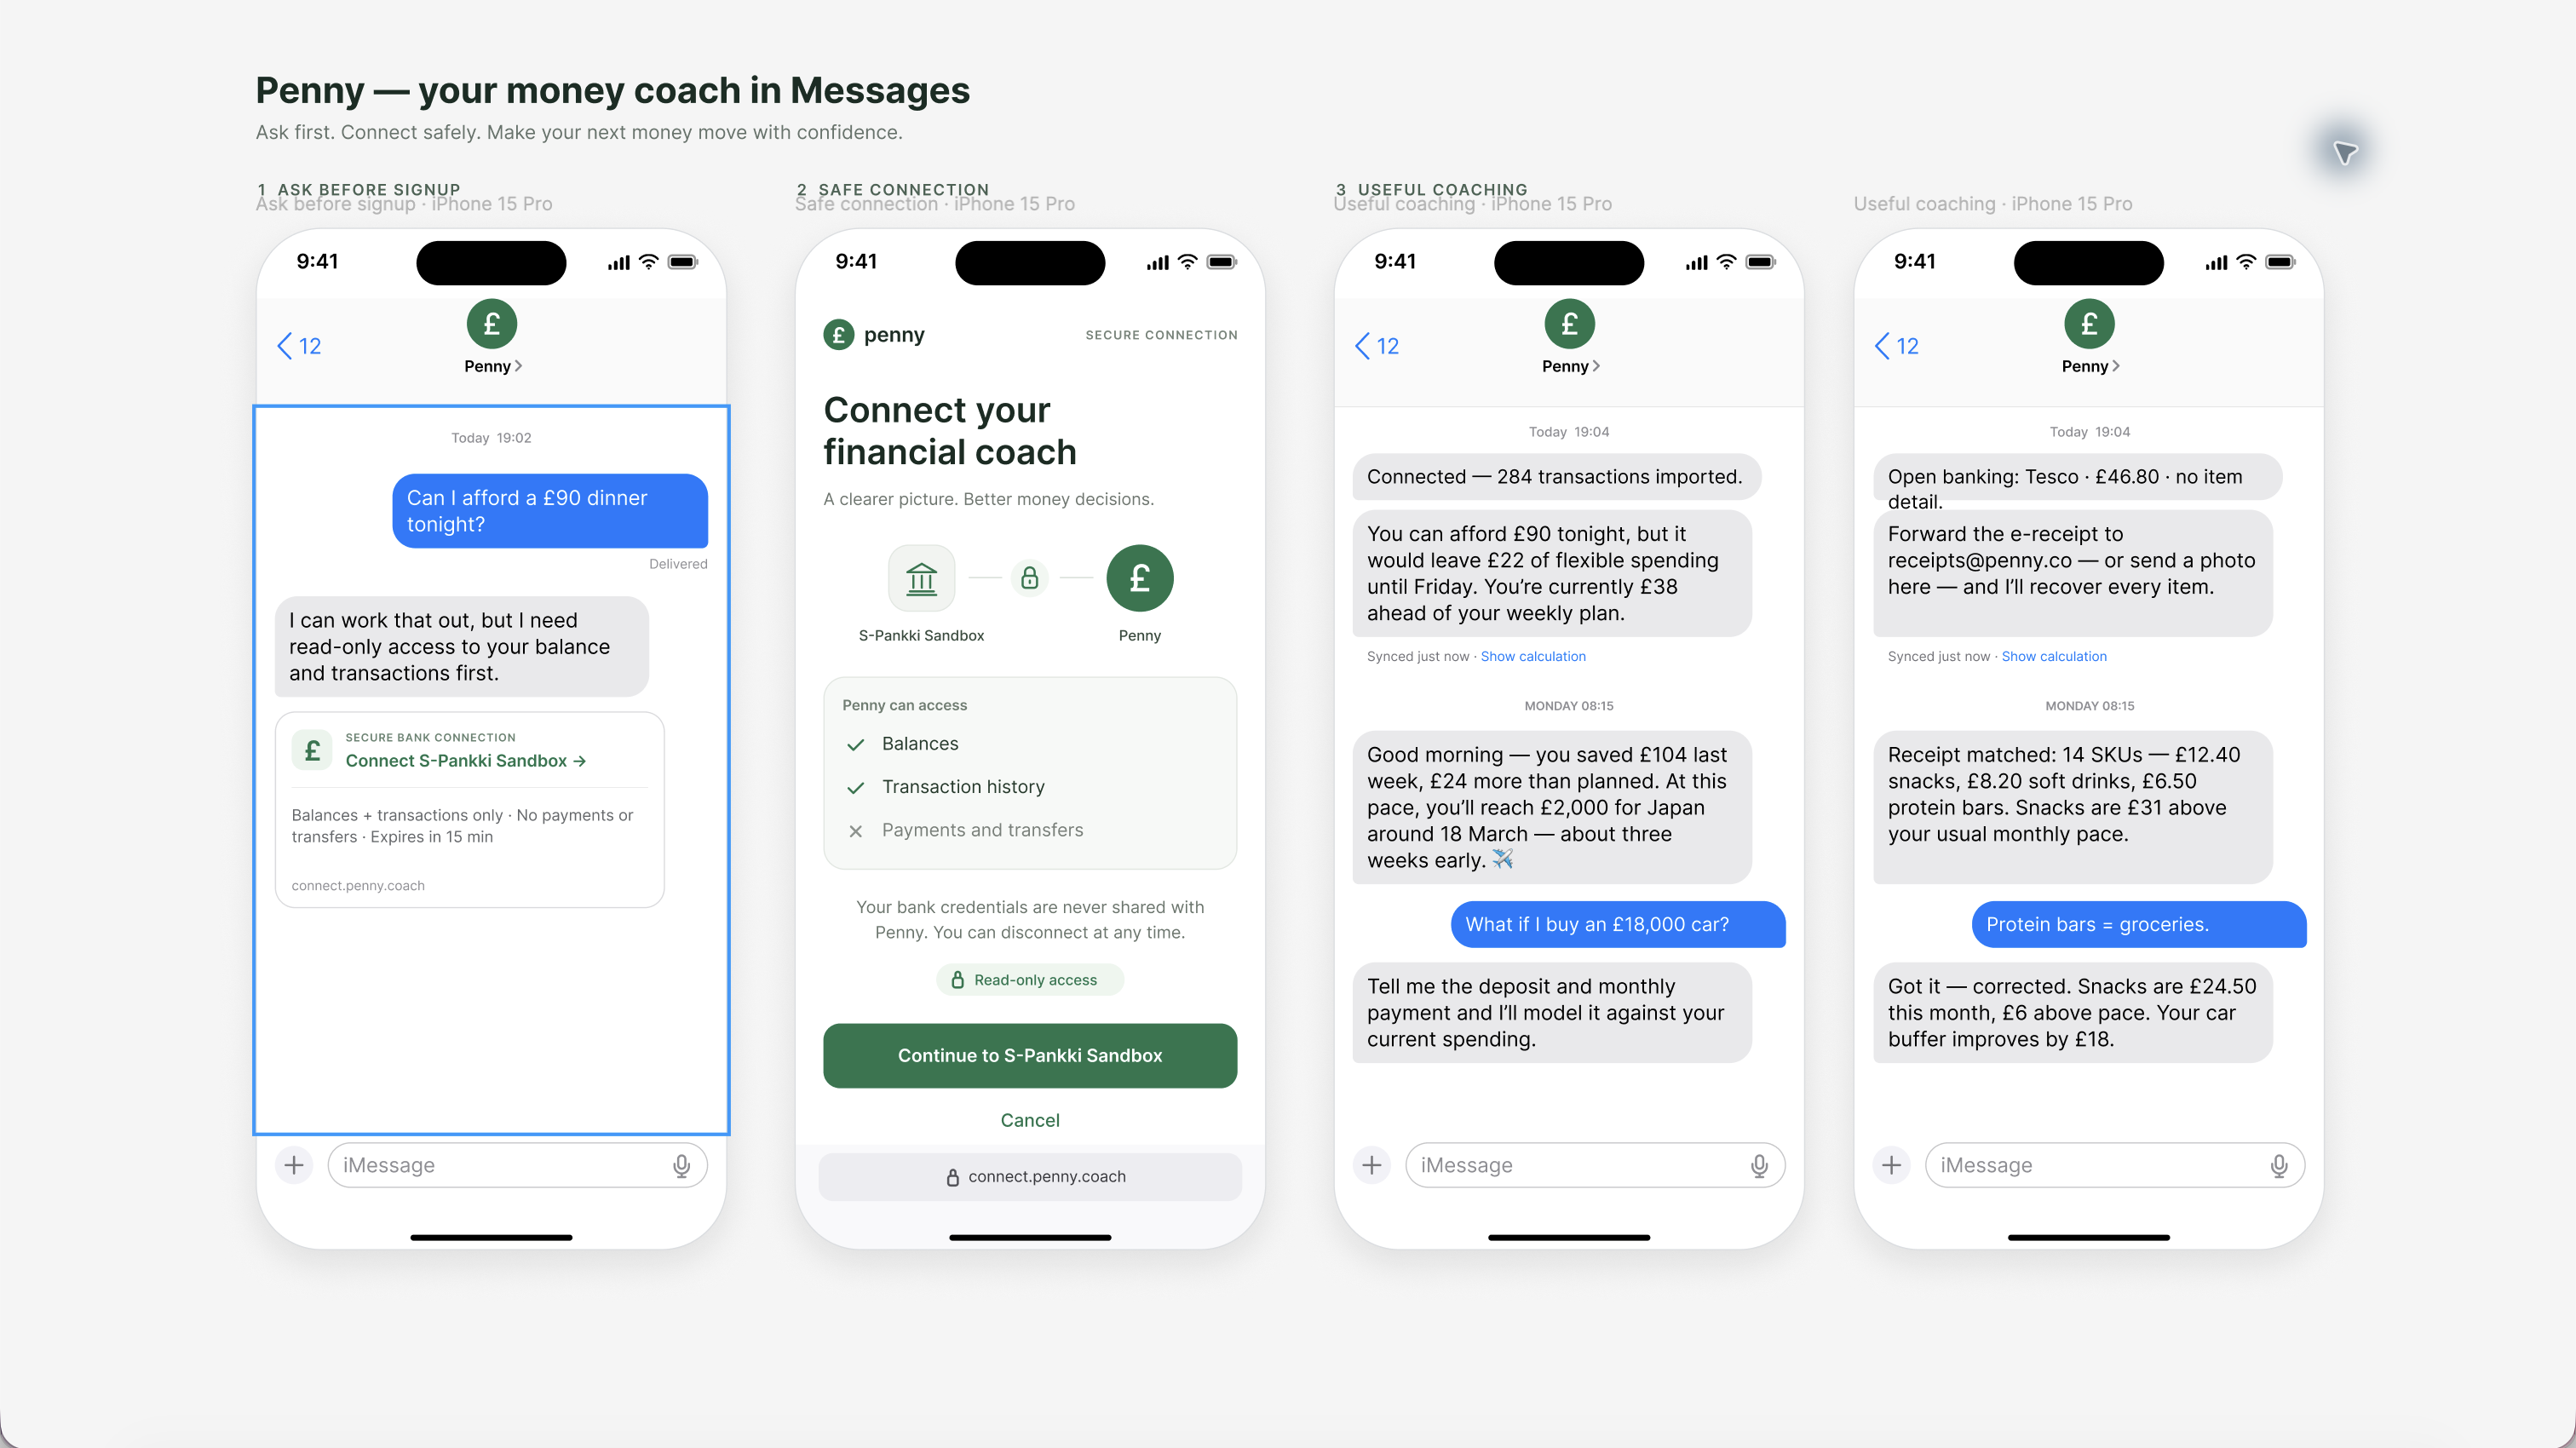 Penny — your money coach in Messages
Ask first. Connect safely. Make your next money move with confidence.
1 ASK BEFORE SIGNUP
Ask before signup · iPhone 15 Pro
9:41
12
£
Penny
Today 19:02
Can I afford a £90 dinner
tonight?
Delivered
I can work that out, but I need
read-only access to your balance
and transactions first.
£
SECURE BANK CONNECTION
Connect S-Pankki Sandbox →
Balances + transactions only · No payments or
transfers · Expires in 15 min
connect.penny.coach
iMessage
2 SAFE CONNECTION
Safe connection · iPhone 15 Pro
9:41
£ penny
SECURE CONNECTION
Connect your
financial coach
A clearer picture. Better money decisions.
£
S-Pankki Sandbox
Penny
Penny can access
Balances
Transaction history
Payments and transfers
Your bank credentials are never shared with
Penny. You can disconnect at any time.
Read-only access
Continue to S-Pankki Sandbox
Cancel
connect.penny.coach
3 USEFUL COACHING
Useful coaching · iPhone 15 Pro
9:41
12
£
Penny
Today 19:04
Connected — 284 transactions imported.
You can afford £90 tonight, but it
would leave £22 of flexible spending
until Friday. You’re currently £38
ahead of your weekly plan.
Synced just now · Show calculation
MONDAY 08:15
Good morning — you saved £104 last
week, £24 more than planned. At this
pace, you’ll reach £2,000 for Japan
around 18 March — about three
weeks early. ✈️
What if I buy an £18,000 car?
Tell me the deposit and monthly
payment and I’ll model it against your
current spending.
iMessage
Useful coaching · iPhone 15 Pro
9:41
12
£
Penny
Today 19:04
Open banking: Tesco · £46.80 · no item
detail.
Forward the e-receipt to
receipts@penny.co — or send a photo
here — and I’ll recover every item.
Synced just now · Show calculation
MONDAY 08:15
Receipt matched: 14 SKUs — £12.40
snacks, £8.20 soft drinks, £6.50
protein bars. Snacks are £31 above
your usual monthly pace.
Protein bars = groceries.
Got it — corrected. Snacks are £24.50
this month, £6 above pace. Your car
buffer improves by £18.
iMessage